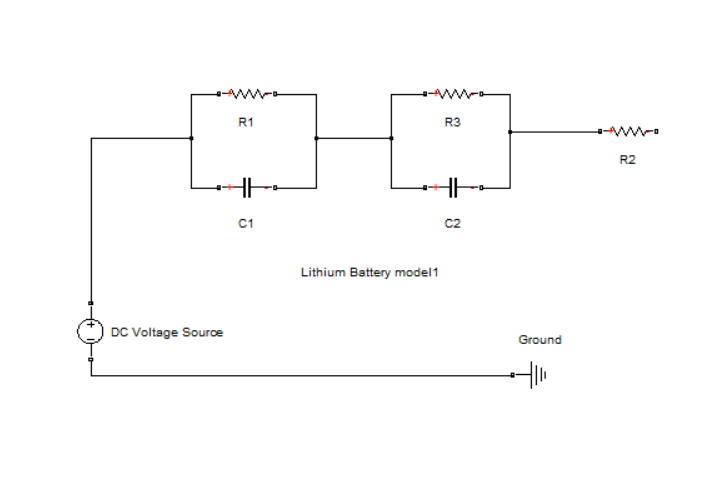 R1
R3
R2
C1
C2
Lithium Battery model1
DC Voltage Source
Ground